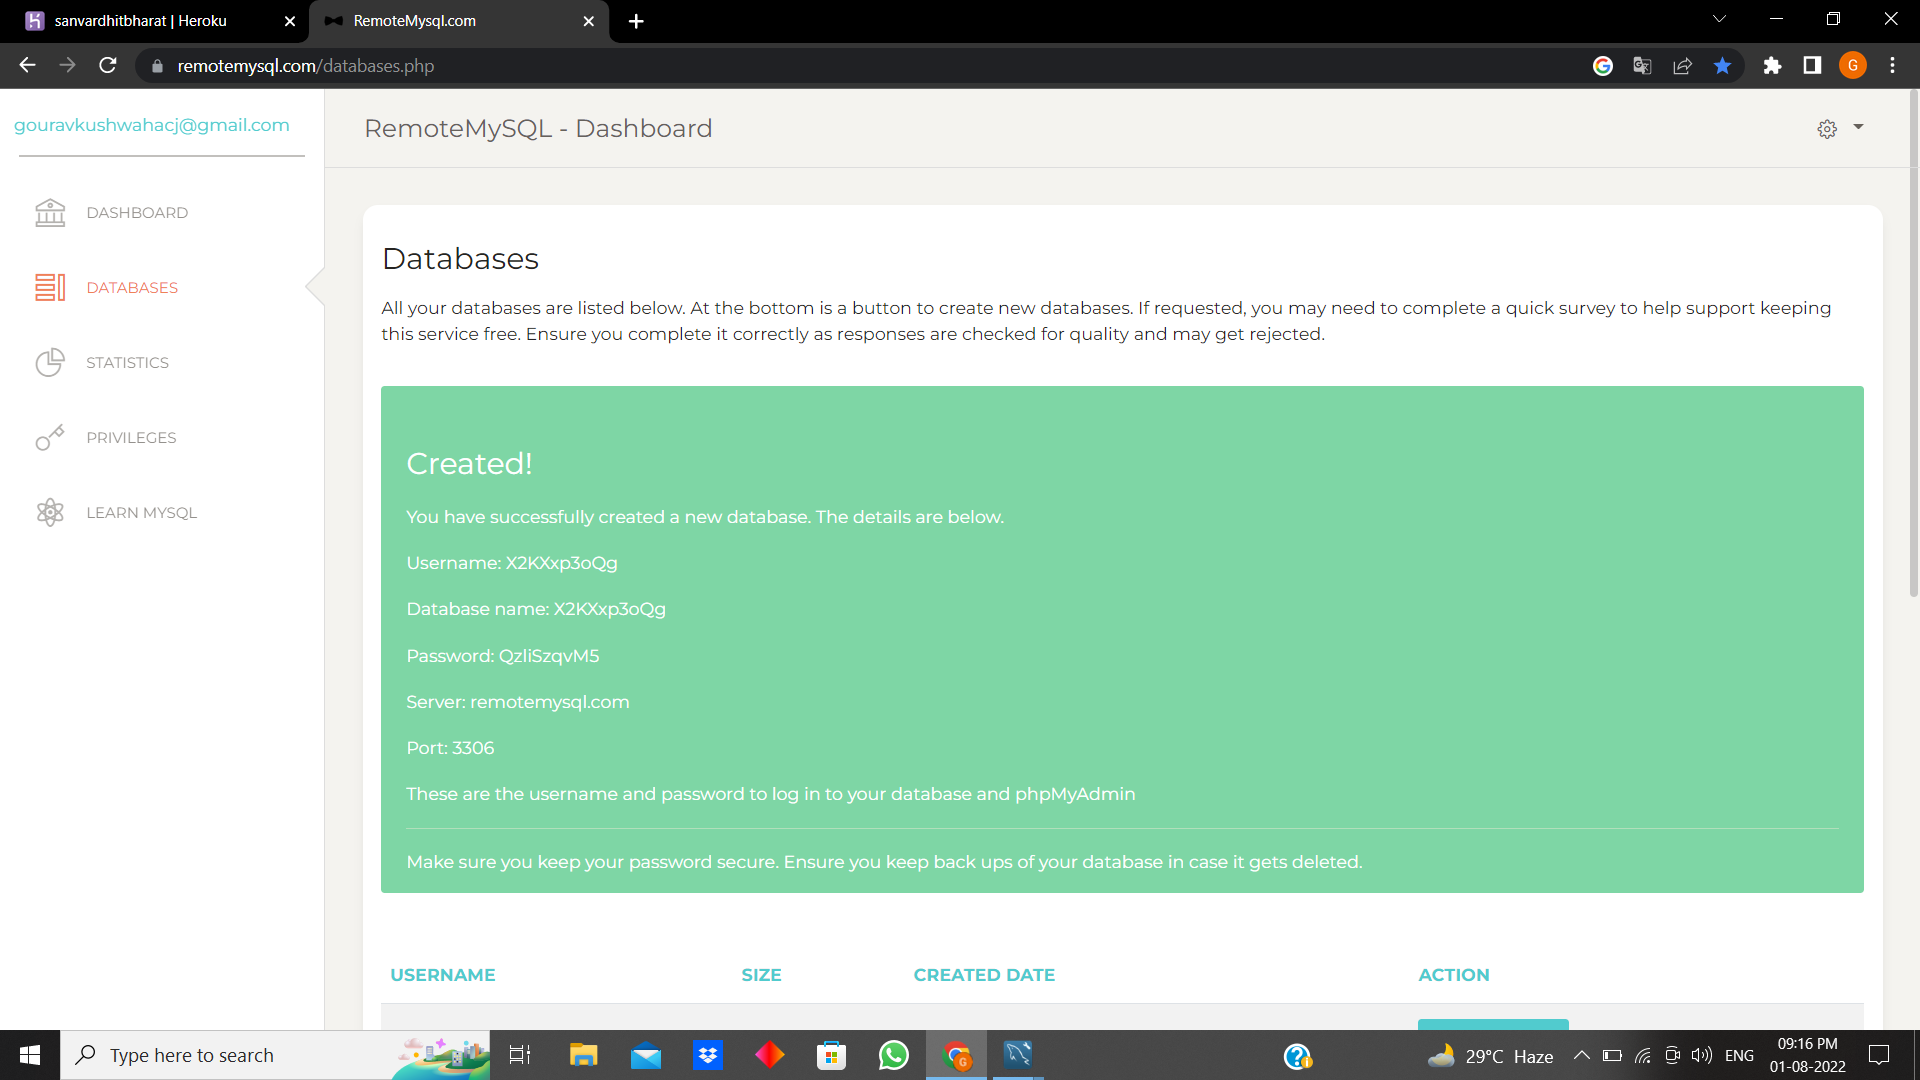 sanvardhitbharat | Heroku
RemoteMysql.com
remotemysql.com/databases.php
G
gouravkushwahacj@gmail.com
RemoteMySQL - Dashboard
DASHBOARD
DATABASES
STATISTICS
PRIVILEGES
LEARN MYSQL
Databases
All your databases are listed below. At the bottom is a button to create new databases. If requested, you may need to complete a quick survey to help support keeping
this service free. Ensure you complete it correctly as responses are checked for quality and may get rejected.
Created!
You have successfully created a new database. The details are below.
Username: X2KXxp3oQg
Database name: X2KXxp3oQg
Password: QzliSzqvM5
Server: remotemysql.com
Port: 3306
These are the username and password to log in to your database and phpMyAdmin
Make sure you keep your password secure. Ensure you keep back ups of your database in case it gets deleted.
USERNAME SIZE CREATED DATE ACTION
Type here to search
29°C Haze
ENG
09:16 PM
01-08-2022